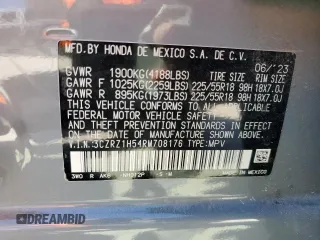 MFD.BY HONDA DE MEXICO S.A. DE C.V.
06/'23
GVWR 1900KG(4188LBS) TIRE SIZE RIM SIZE
GAWR F 1025KG(2259LBS) 225/55R18 98H 18X7.0J
GAWR R 895KG(1973LBS) 225/55R18 98H 18X7.0J
THIS VEHICLE CONFORMS TO ALL APPLICABLE
FEDERAL MOTOR VEHICLE SAFETY AND
THEFT PREVENTION STANDARDS IN EFFECT ON
THE DATE OF MANUFACTURE SHOWN ABOVE.
V.I.N.:3CZRZ1H54RM708176 TYPE:MPV
3W0 R
MADE IN MEXICO
DealersGear.com